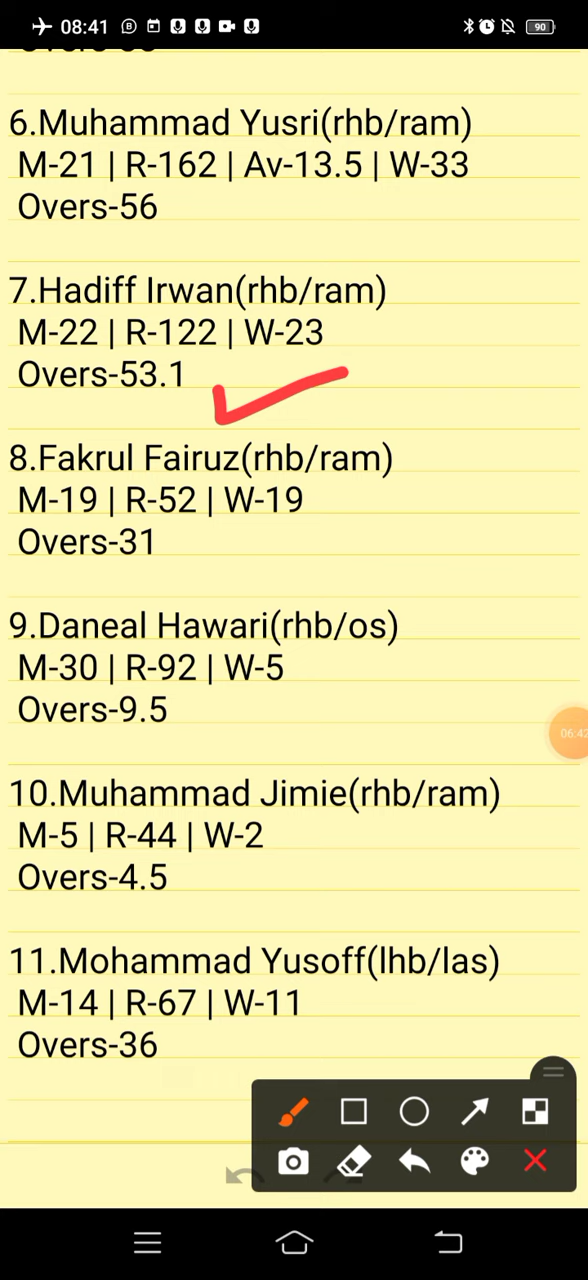 08:41
90
6.Muhammad Yusri(rhb/ram)
M-21 | R-162 | Av-13.5 | W-33
Overs-56
7.Hadiff Irwan(rhb/ram)
M-22 | R-122 | W-23
Overs-53.1
8.Fakrul Fairuz(rhb/ram)
M-19 | R-52 | W-19
Overs-31
9.Daneal Hawari(rhb/os)
M-30 | R-92 | W-5
Overs-9.5
06:42
10.Muhammad Jimie(rhb/ram)
M-5 | R-44 | W-2
Overs-4.5
11.Mohammad Yusoff(lhb/las)
M-14 | R-67 | W-11
Overs-36